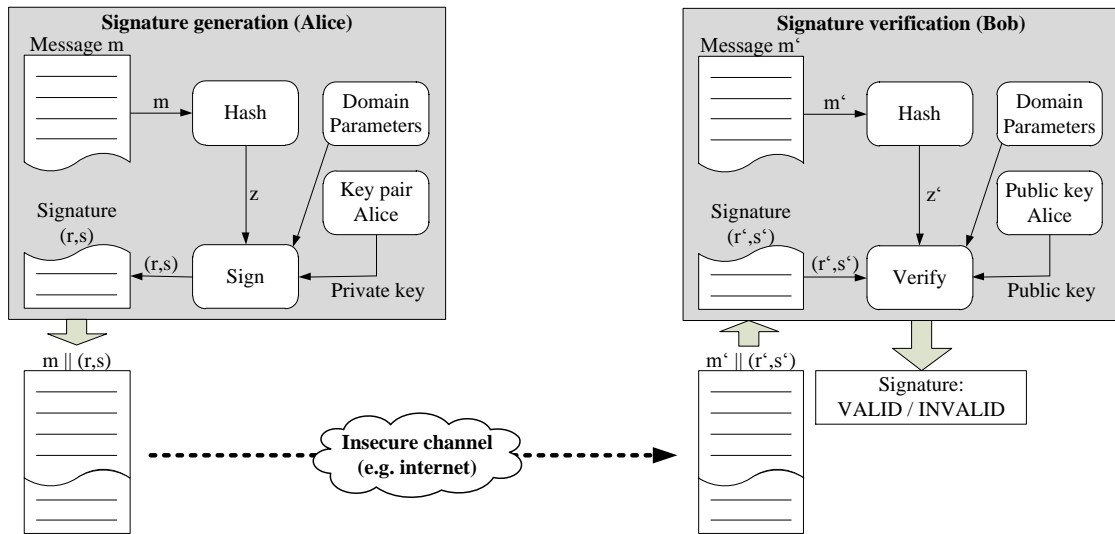 Signature generation (Alice)
Message m
m
Hash
Domain
Parameters
z
Key pair
Alice
Signature
(r,s)
(r,s)
Sign
Private key
m || (r,s)
Insecure channel
(e.g. internet)
Signature verification (Bob)
Message m‘
m‘
Hash
Domain
Parameters
z‘
Public key
Alice
Signature
(r‘,s‘)
(r‘,s‘)
Verify
Public key
m‘ || (r‘,s‘)
Signature:
VALID / INVALID